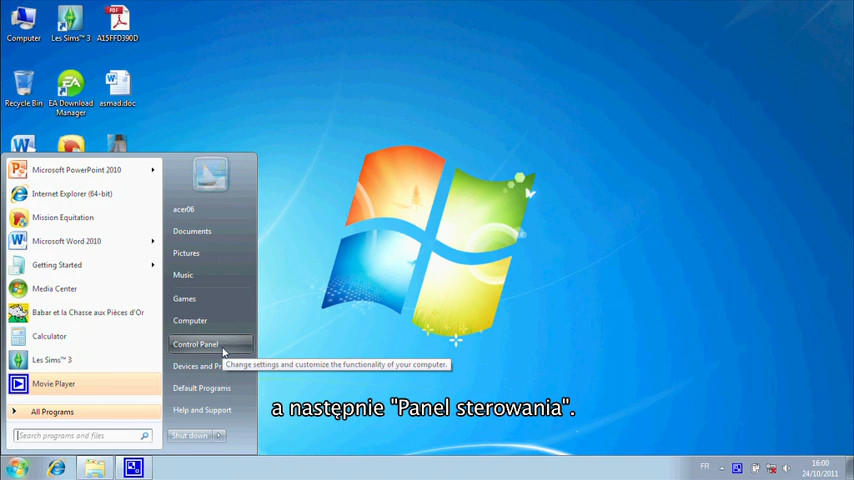 Computer
Les Sims™ 3
A15FFD390D
Recycle Bin
EA Download
Manager
asmad.doc
Microsoft PowerPoint 2010
Internet Explorer (64-bit)
Mission Equitation
Microsoft Word 2010
Getting Started
Media Center
Babar et la Chasse aux Pièces d'Or
Calculator
Les Sims™ 3
Movie Player
All Programs
Search programs and files
acer06
Documents
Pictures
Music
Games
Computer
Control Panel
Change settings and customize the functionality of your computer.
Devices and Pr
Default Programs
Help and Support
Shut down
a następnie "Panel sterowania".
FR
16:00
24/10/2011